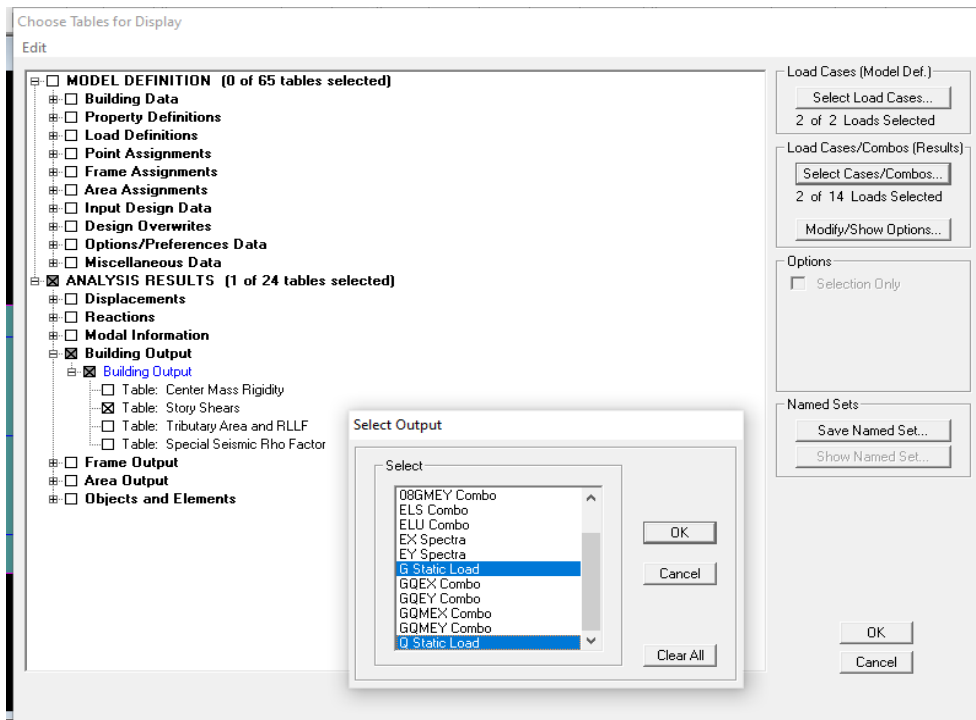 Choose Tables for Display
Edit
MODEL DEFINITION (0 of 65 tables selected)
Building Data
Property Definitions
Load Definitions
Point Assignments
Frame Assignments
Area Assignments
Input Design Data
Design Overwrites
Options/Preferences Data
Miscellaneous Data
ANALYSIS RESULTS (1 of 24 tables selected)
Displacements
Reactions
Modal Information
Building Output
Building Output
Table: Center Mass Rigidity
Table: Story Shears
Table: Tributary Area and RLLF
Table: Special Seismic Rho Factor
Frame Output
Area Output
Objects and Elements
Load Cases (Model Def.)
Select Load Cases...
2 of 2 Loads Selected
Load Cases/Combos (Results)
Select Cases/Combos...
2 of 14 Loads Selected
Modify/Show Options...
Options
Selection Only
Named Sets
Save Named Set...
Show Named Set...
OK
Cancel
Select Output
Select
08GMEY Combo
ELS Combo
ELU Combo
EX Spectra
EY Spectra
G Static Load
GQEX Combo
GQEY Combo
GQMEX Combo
GQMEY Combo
Q Static Load
OK
Cancel
Clear All